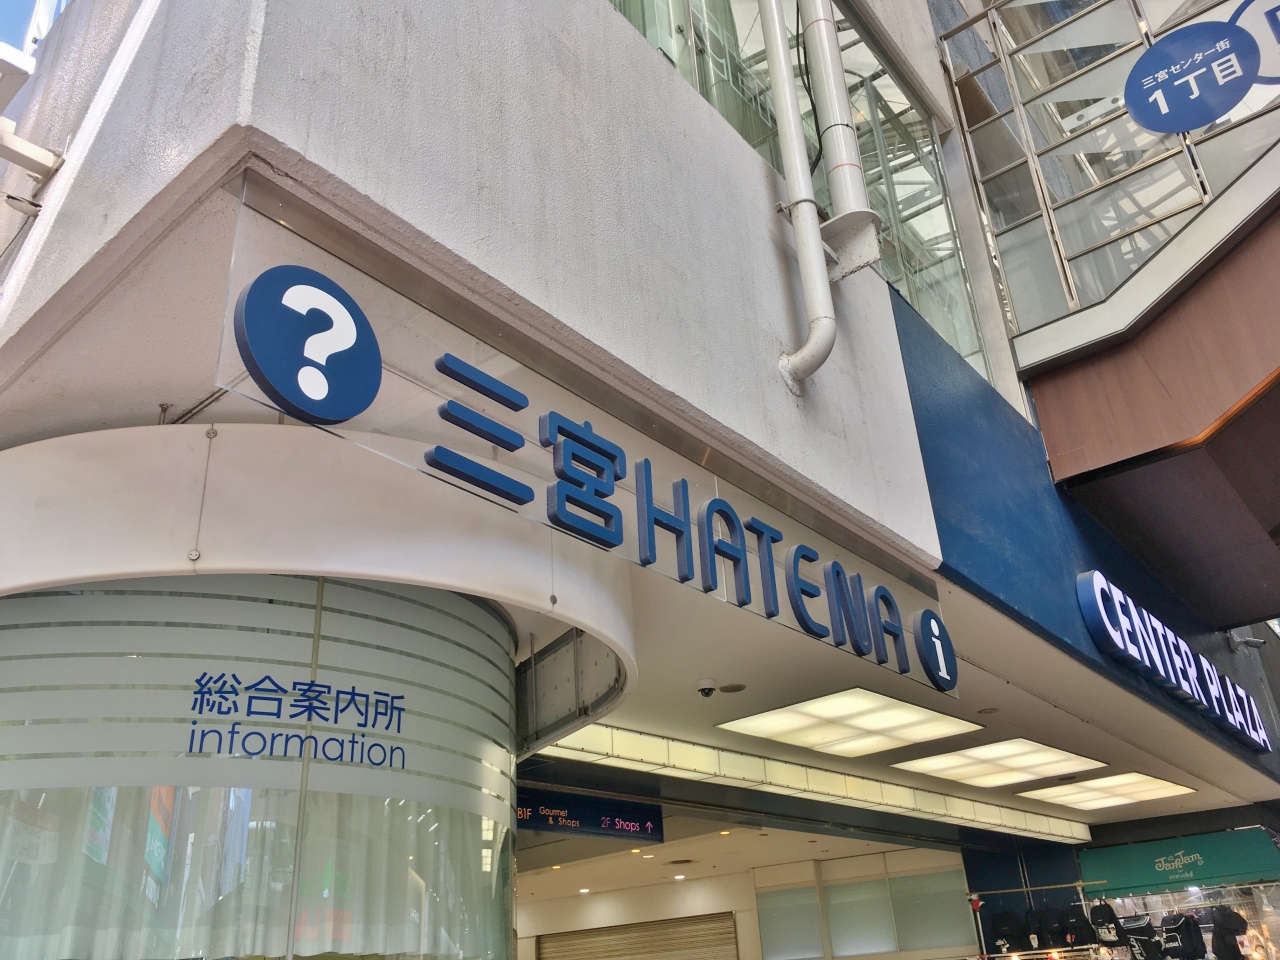 三宮センター街
1丁目
?
三宮HATENA i
CENTER PLAZA
総合案内所
information
B1F Gourmet & Shops
2F Shops ↑
JamJam